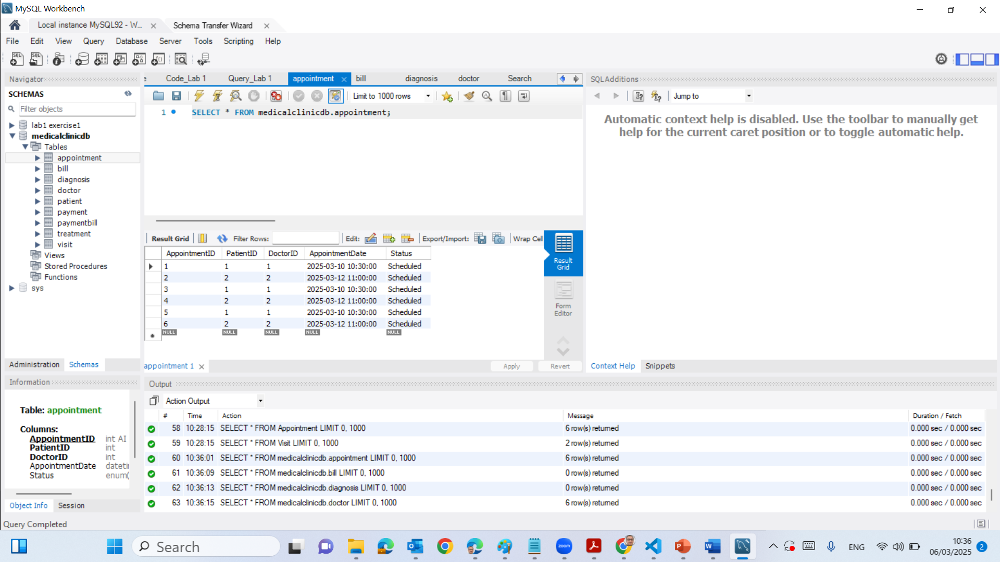 MySQL Workbench
Local instance MySQL92 - W...
Schema Transfer Wizard
File Edit View Query Database Server Tools Scripting Help
Navigator
SCHEMAS
Filter objects
lab1 exercise1
medicalclinicdb
Tables
appointment
bill
diagnosis
doctor
patient
payment
paymentbill
treatment
visit
Views
Stored Procedures
Functions
sys
Administration Schemas
Information
Table: appointment
Columns:
AppointmentID int AI
PatientID int
DoctorID int
AppointmentDate
Status enum(
Object Info Session
Query Completed
Code_Lab 1 Query_Lab 1 appointment bill diagnosis doctor Search
Limit to 1000 rows
1 SELECT * FROM medicalclinicdb.appointment;
Result Grid Filter Rows: Edit: Export/Import: Wrap Cell
AppointmentID PatientID DoctorID AppointmentDate Status
1 1 1 2025-03-10 10:30:00 Scheduled
2 2 2 2025-03-12 11:00:00 Scheduled
3 1 1 2025-03-10 10:30:00 Scheduled
4 2 2 2025-03-12 11:00:00 Scheduled
5 1 1 2025-03-10 10:30:00 Scheduled
6 2 2 2025-03-12 11:00:00 Scheduled
NULL NULL NULL NULL NULL
Result
Grid
Form
Editor
appointment 1
Apply Revert
SQLAdditions
Jump to
Automatic context help is disabled. Use the toolbar to manually get
help for the current caret position or to toggle automatic help.
Context Help Snippets
Output
Action Output
# Time Action Message Duration / Fetch
58 10:28:15 SELECT * FROM Appointment LIMIT 0, 1000 6 row(s) returned 0.000 sec / 0.000 sec
59 10:28:15 SELECT * FROM Visit LIMIT 0, 1000 2 row(s) returned 0.000 sec / 0.000 sec
60 10:36:01 SELECT * FROM medicalclinicdb.appointment LIMIT 0, 1000 6 row(s) returned 0.000 sec / 0.000 sec
61 10:36:09 SELECT * FROM medicalclinicdb.bill LIMIT 0, 1000 0 row(s) returned 0.000 sec / 0.000 sec
62 10:36:13 SELECT * FROM medicalclinicdb.diagnosis LIMIT 0, 1000 0 row(s) returned 0.000 sec / 0.000 sec
63 10:36:15 SELECT * FROM medicalclinicdb.doctor LIMIT 0, 1000 6 row(s) returned 0.000 sec / 0.000 sec
Search
zoom
ENG
10:36
06/03/2025
2